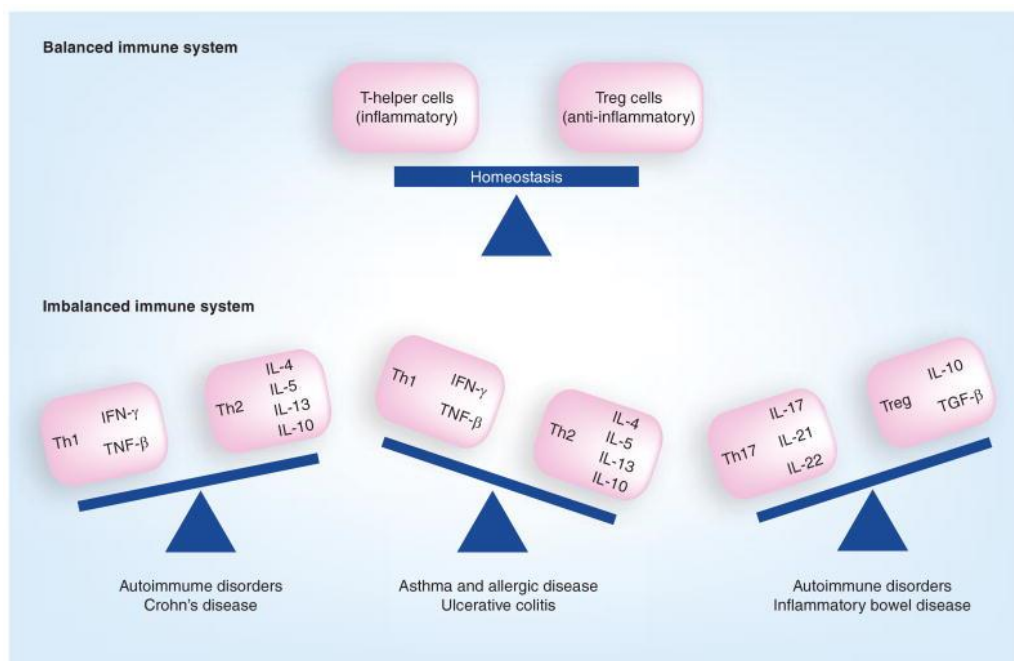 Balanced immune system
T-helper cells
(inflammatory)
Treg cells
(anti-inflammatory)
Homeostasis
Imbalanced immune system
Th1
IFN-γ
TNF-β
Th2
IL-4
IL-5
IL-13
IL-10
Autoimmume disorders
Crohn's disease
Th1
IFN-γ
TNF-β
Th2
IL-4
IL-5
IL-13
IL-10
Asthma and allergic disease
Ulcerative colitis
Th17
IL-17
IL-21
IL-22
Treg
IL-10
TGF-β
Autoimmune disorders
Inflammatory bowel disease